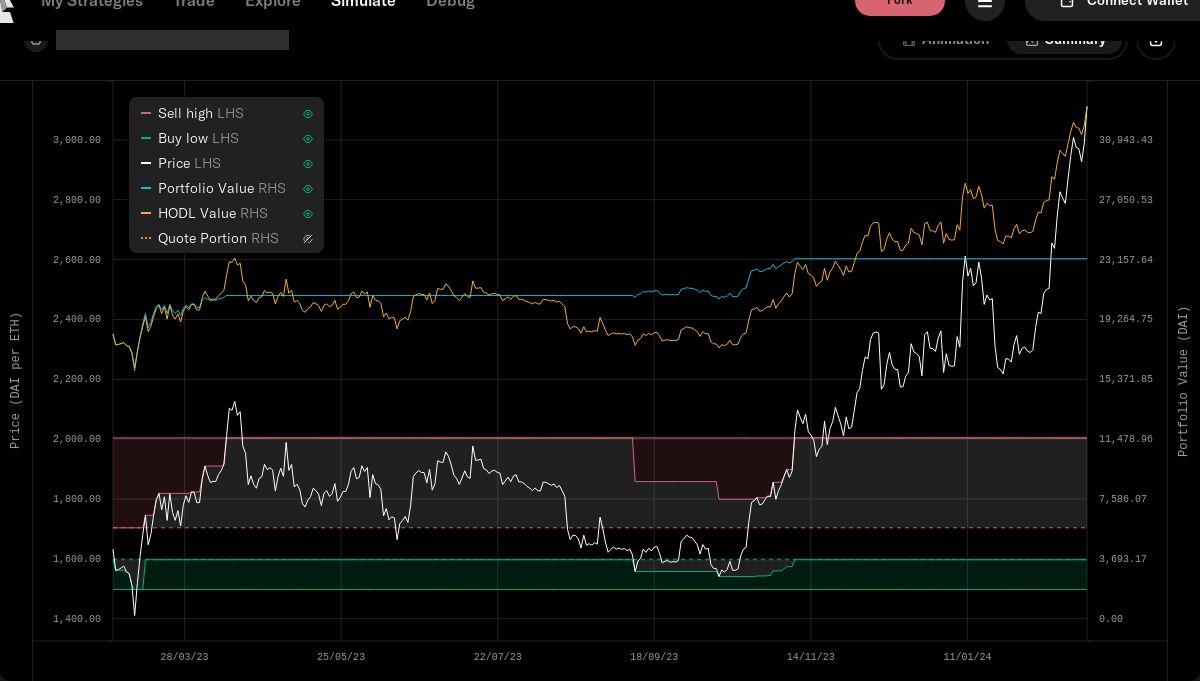 My Strategies Trade Explore Simulate Debug
Fork
Connect Wallet
Animation Summary
Sell high LHS
Buy low LHS
Price LHS
Portfolio Value RHS
HODL Value RHS
Quote Portion RHS
3,000.00
2,800.00
2,600.00
2,400.00
2,200.00
2,000.00
1,800.00
1,600.00
1,400.00
Price (DAI per ETH)
30,943.43
27,050.53
23,157.64
19,264.75
15,371.85
11,478.96
7,586.07
3,693.17
0.00
Portfolio Value (DAI)
28/03/23 25/05/23 22/07/23 18/09/23 14/11/23 11/01/24